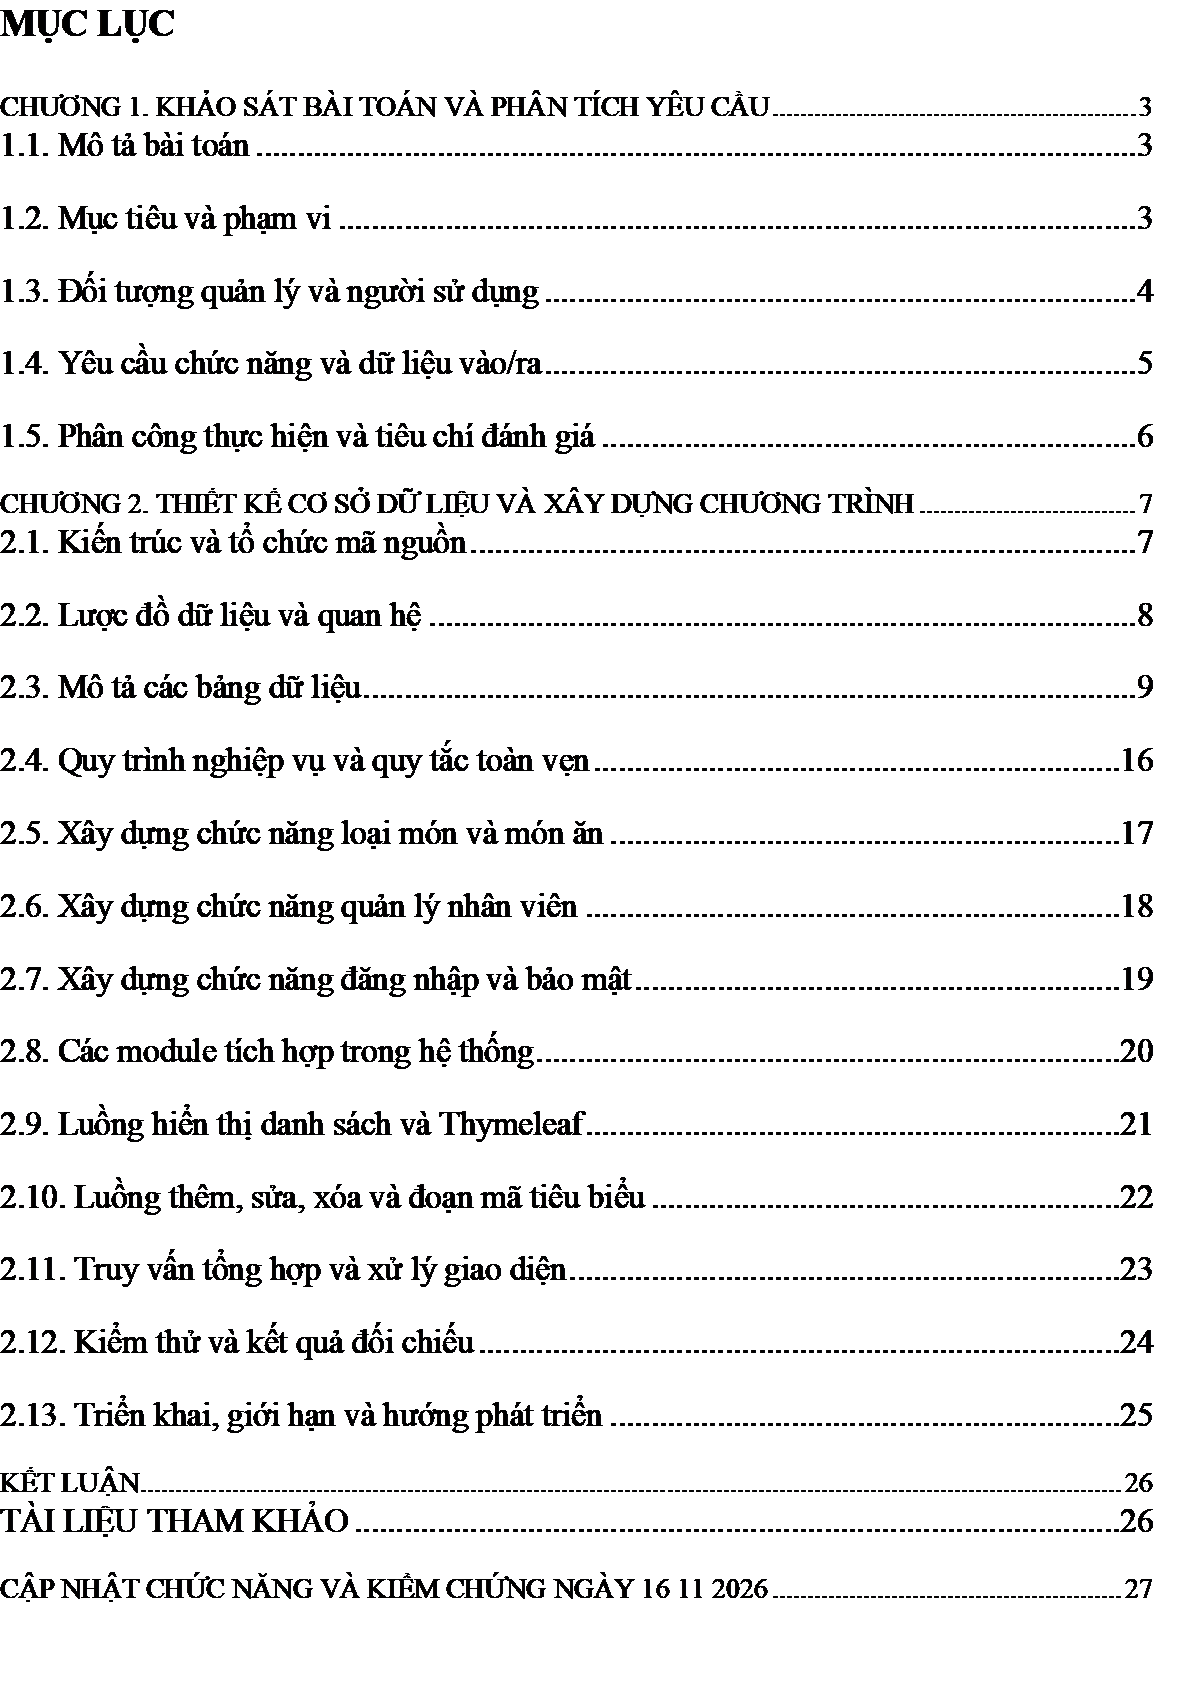 MỤC LỤC
CHƯƠNG 1. KHẢO SÁT BÀI TOÁN VÀ PHÂN TÍCH YÊU CẦU 3
1.1. Mô tả bài toán 3
1.2. Mục tiêu và phạm vi 3
1.3. Đối tượng quản lý và người sử dụng 4
1.4. Yêu cầu chức năng và dữ liệu vào/ra 5
1.5. Phân công thực hiện và tiêu chí đánh giá 6
CHƯƠNG 2. THIẾT KẾ CƠ SỞ DỮ LIỆU VÀ XÂY DỰNG CHƯƠNG TRÌNH 7
2.1. Kiến trúc và tổ chức mã nguồn 7
2.2. Lược đồ dữ liệu và quan hệ 8
2.3. Mô tả các bảng dữ liệu 9
2.4. Quy trình nghiệp vụ và quy tắc toàn vẹn 16
2.5. Xây dựng chức năng loại món và món ăn 17
2.6. Xây dựng chức năng quản lý nhân viên 18
2.7. Xây dựng chức năng đăng nhập và bảo mật 19
2.8. Các module tích hợp trong hệ thống 20
2.9. Luồng hiển thị danh sách và Thymeleaf 21
2.10. Luồng thêm, sửa, xóa và đoạn mã tiêu biểu 22
2.11. Truy vấn tổng hợp và xử lý giao diện 23
2.12. Kiểm thử và kết quả đối chiếu 24
2.13. Triển khai, giới hạn và hướng phát triển 25
KẾT LUẬN 26
TÀI LIỆU THAM KHẢO 26
CẬP NHẬT CHỨC NĂNG VÀ KIỂM CHỨNG NGÀY 16 11 2026 27